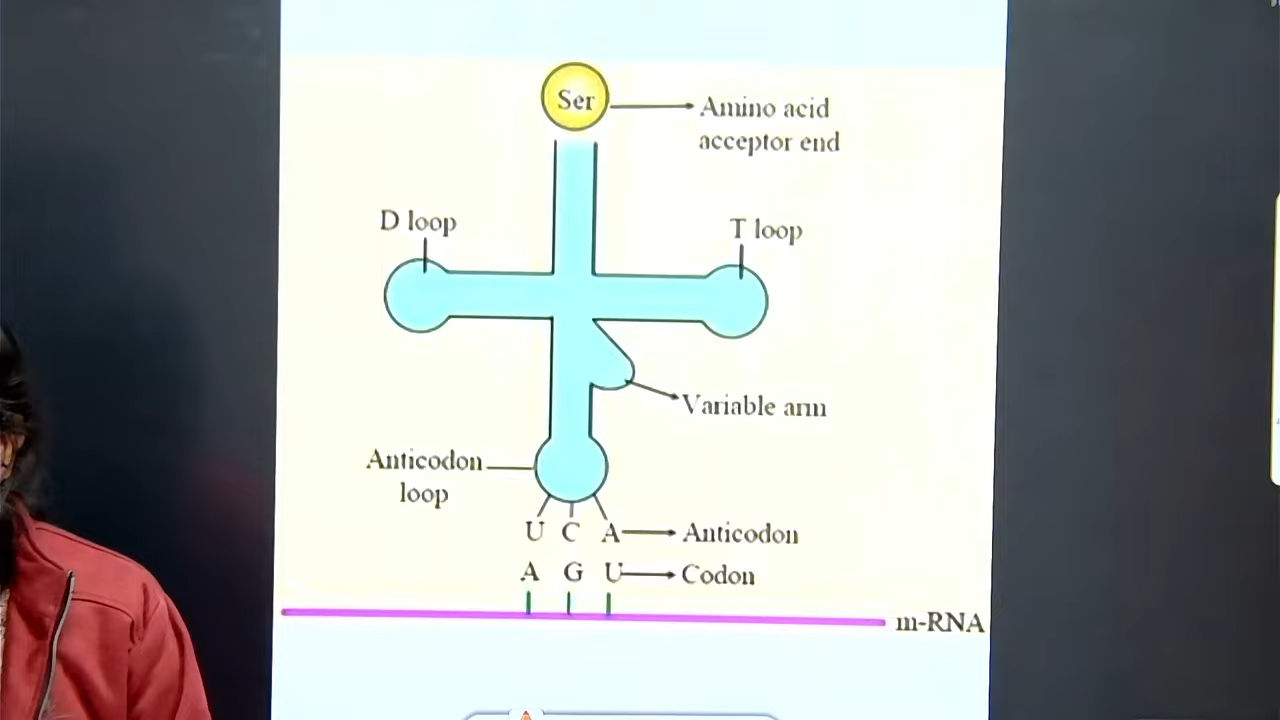 Ser
Amino acid
acceptor end
D loop
T loop
Variable arm
Anticodon
loop
U C A Anticodon
A G U Codon
m-RNA